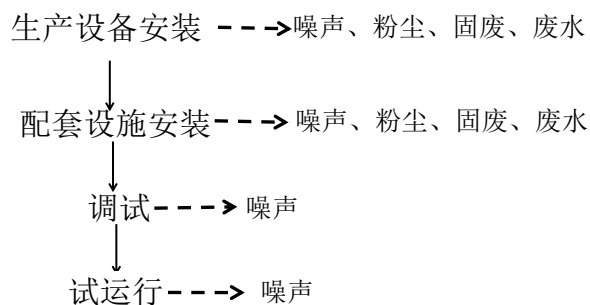 生产设备安装 噪声、粉尘、固废、废水
配套设施安装 噪声、粉尘、固废、废水
调试 噪声
试运行 噪声